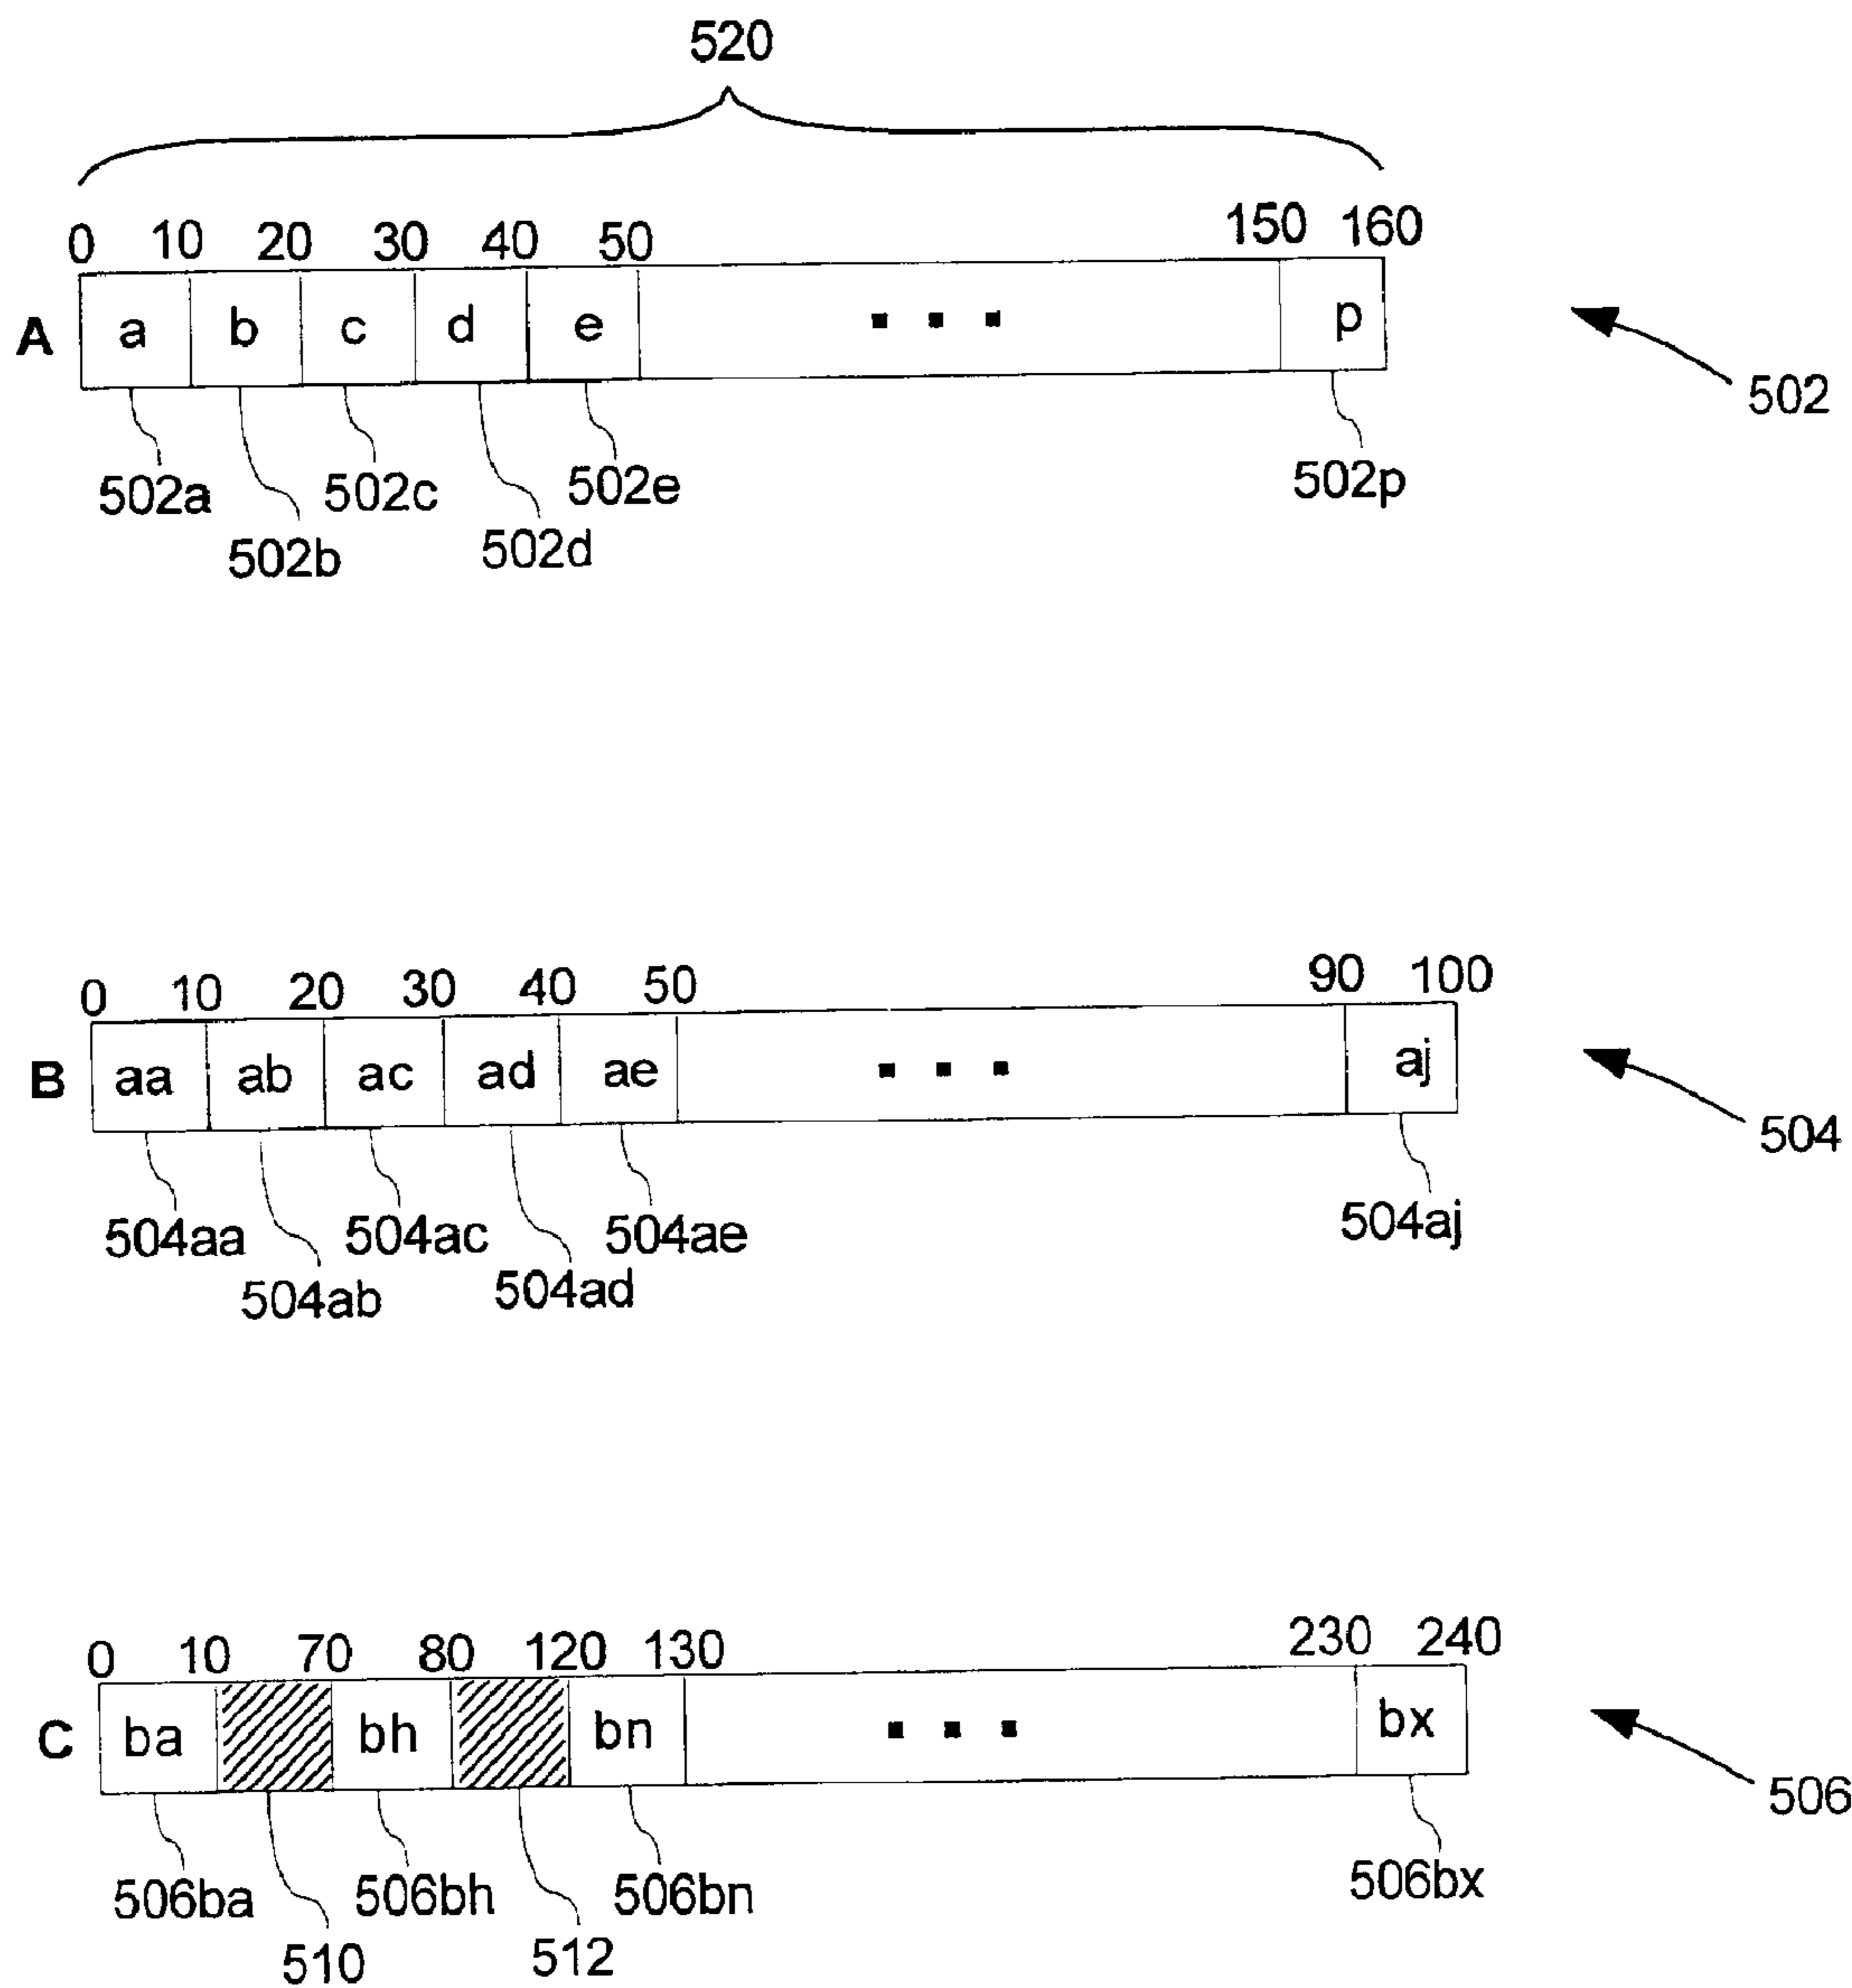 520
0 10 20 30 40 50 150 160
A a b c d e ... p
502
502a 502c 502e 502p
502b 502d
0 10 20 30 40 50 90 100
B aa ab ac ad ae ... aj
504
504aa 504ac 504ae 504aj
504ab 504ad
0 10 70 80 120 130 230 240
C ba bh bn ... bx
506
506ba 506bh 506bn 506bx
510 512